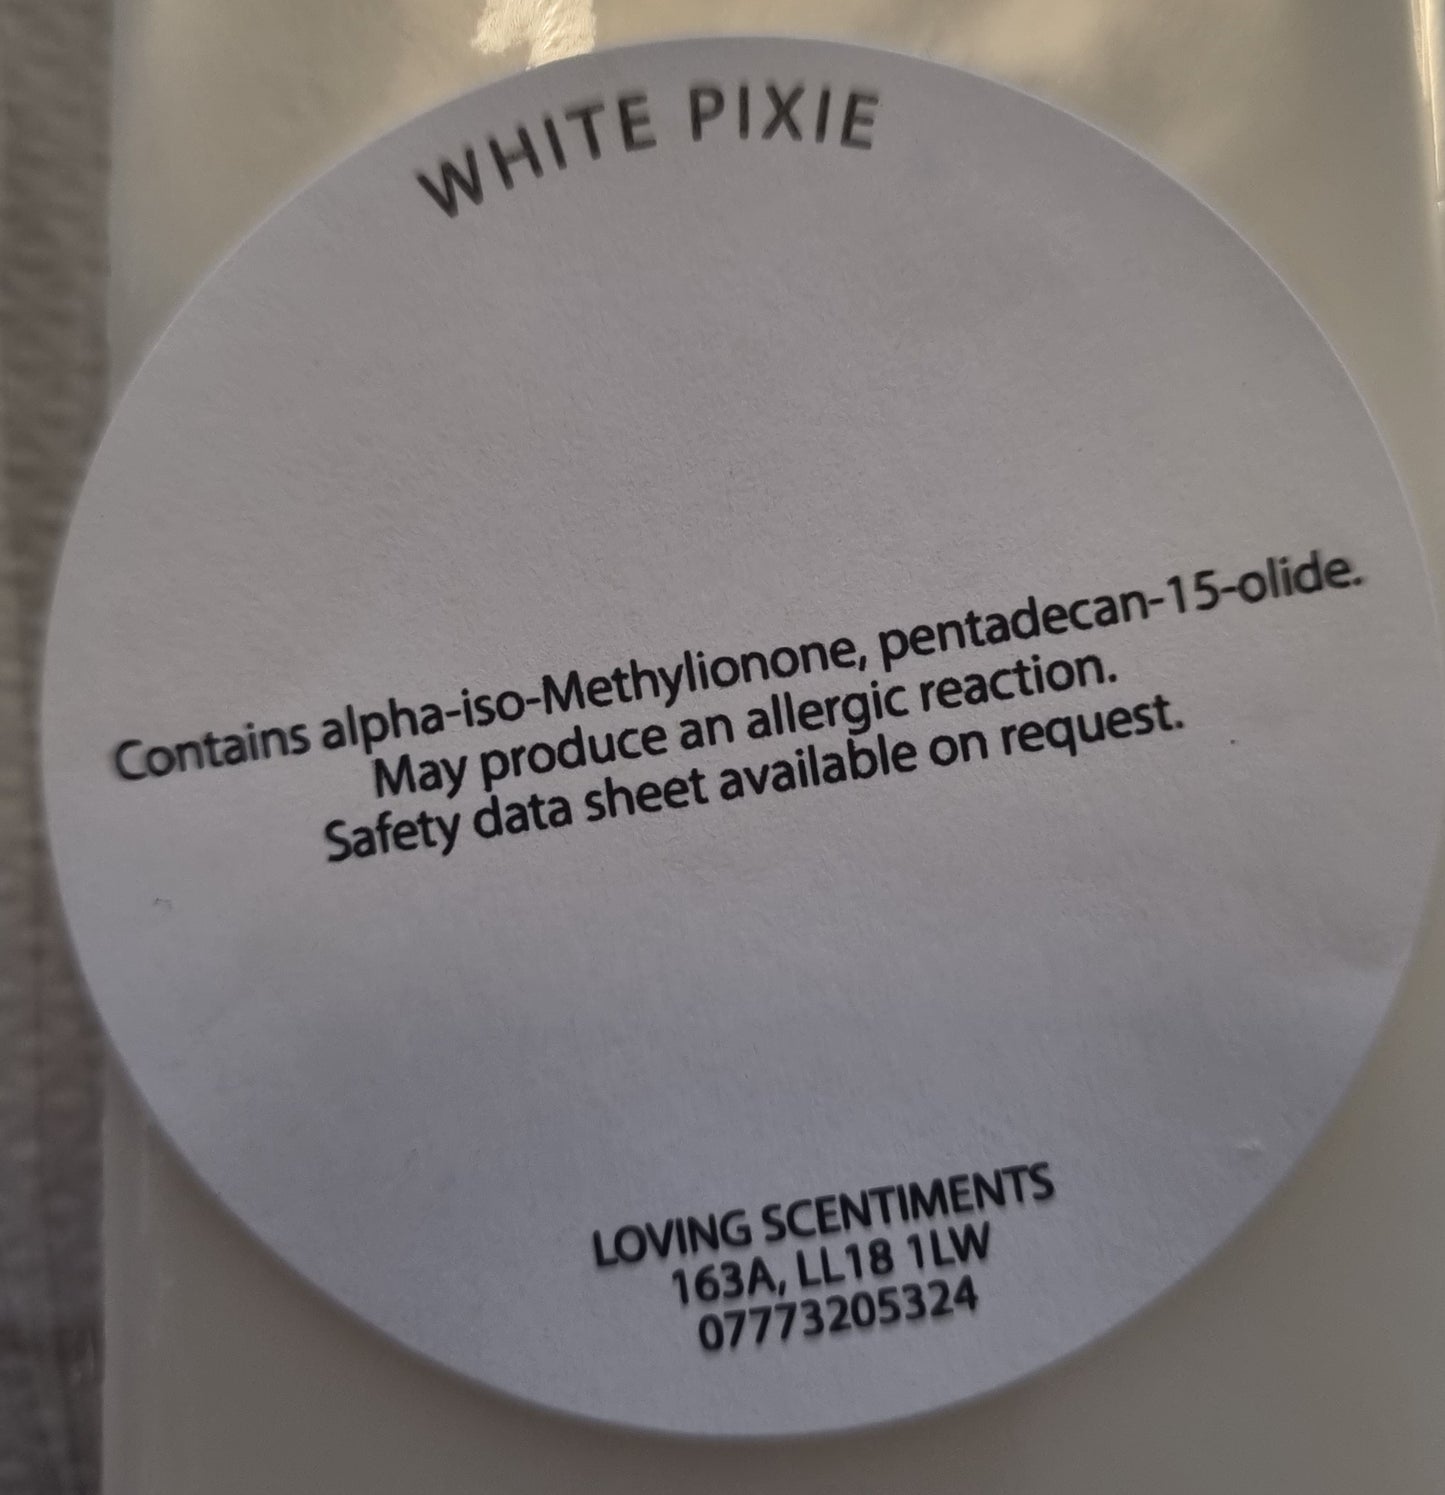 WHITE PIXIE
Contains alpha-iso-Methylionone, pentadecan-15-olide.
May produce an allergic reaction.
Safety data sheet available on request.
LOVING SCENTIMENTS
163A, LL18 1LW
07773205324